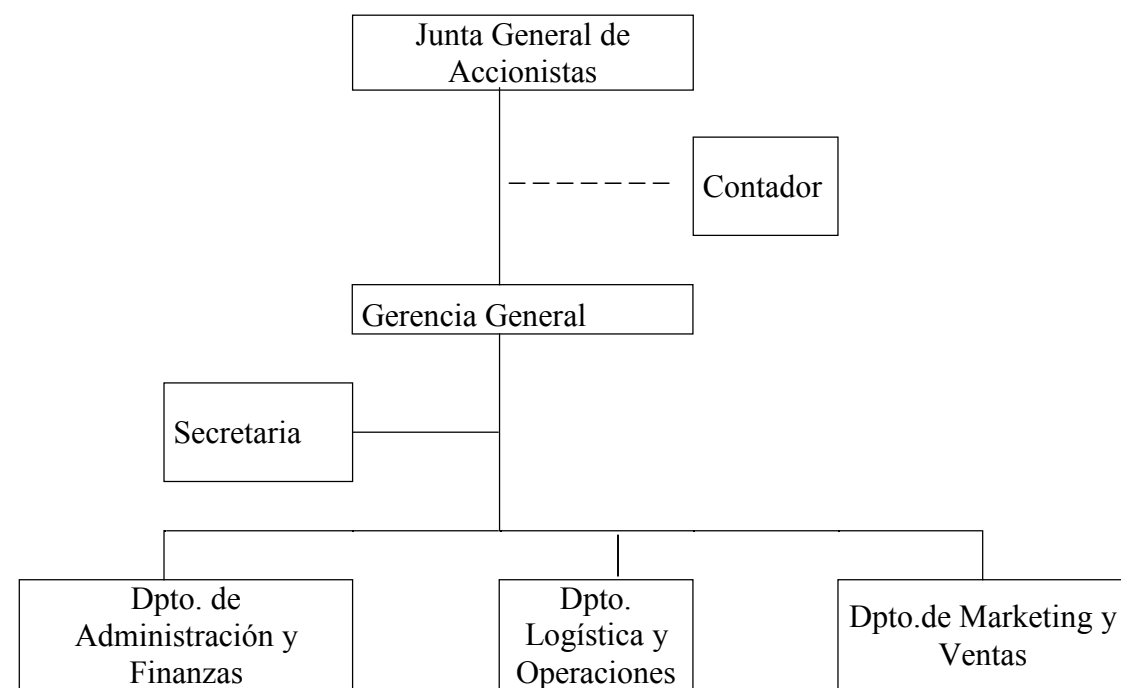 Junta General de
Accionistas
Contador
Gerencia General
Secretaria
Dpto. de
Administración y
Finanzas
Dpto.
Logística y
Operaciones
Dpto.de Marketing y
Ventas